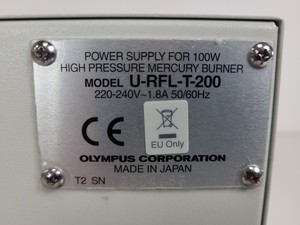 POWER SUPPLY FOR 100W
HIGH PRESSURE MERCURY BURNER
MODEL U-RFL-T-200
220-240V~1.8A 50/60Hz
CE
EU Only
OLYMPUS CORPORATION
MADE IN JAPAN
T2 SN